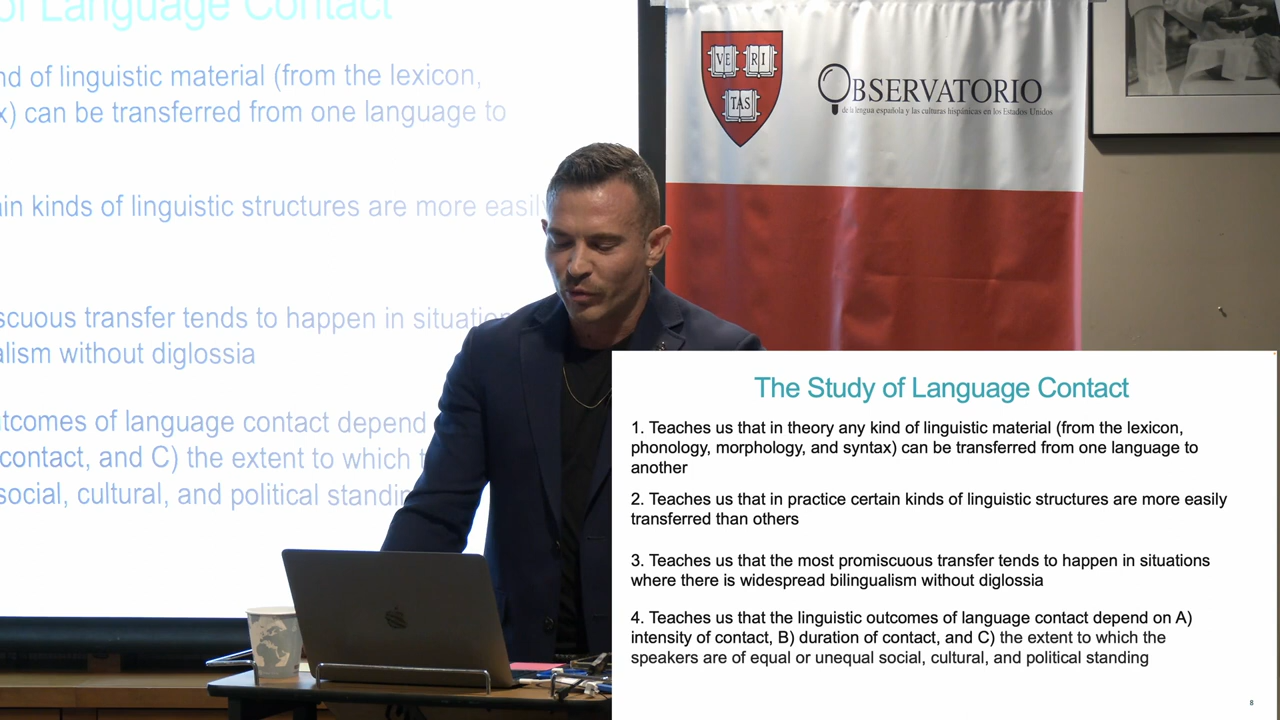 of Language Contact
nd of linguistic material (from the lexicon,
x) can be transferred from one language to
in kinds of linguistic structures are more easily
scuous transfer tends to happen in situation
alism without diglossia
tcomes of language contact depend
contact, and C) the extent to which
social, cultural, and political standing
VE RI
TAS
OBSERVATORIO
de la lengua española y las culturas hispánicas en los Estados Unidos
The Study of Language Contact
1. Teaches us that in theory any kind of linguistic material (from the lexicon,
phonology, morphology, and syntax) can be transferred from one language to
another
2. Teaches us that in practice certain kinds of linguistic structures are more easily
transferred than others
3. Teaches us that the most promiscuous transfer tends to happen in situations
where there is widespread bilingualism without diglossia
4. Teaches us that the linguistic outcomes of language contact depend on A)
intensity of contact, B) duration of contact, and C) the extent to which the
speakers are of equal or unequal social, cultural, and political standing
8